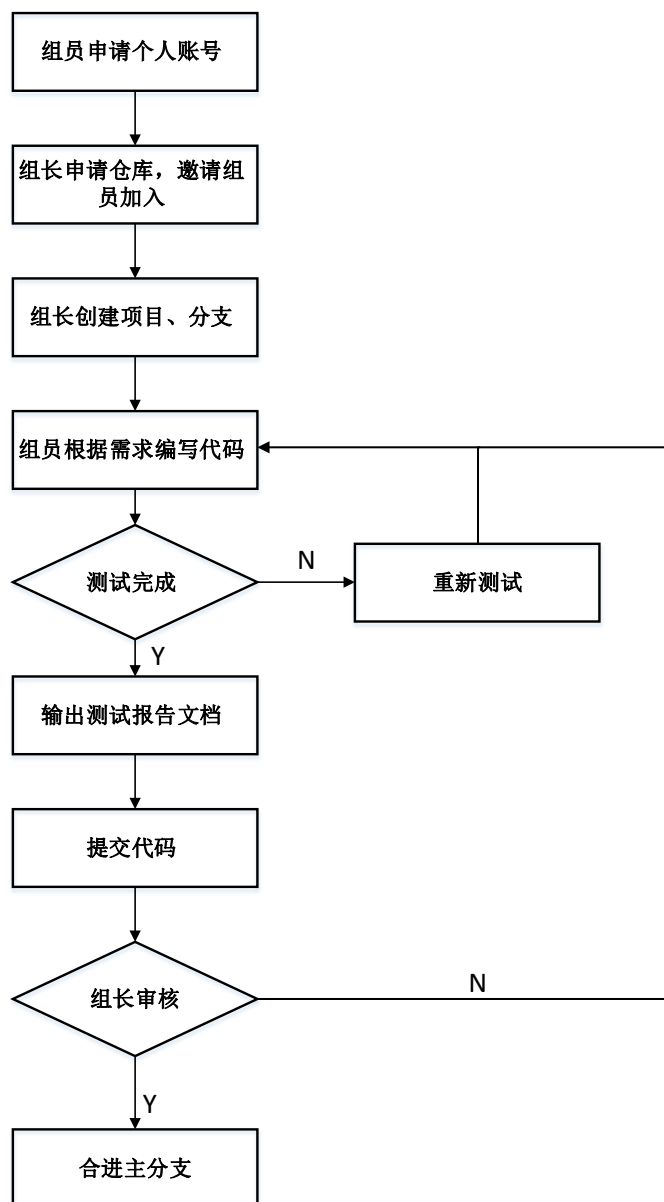 组员申请个人账号
组长申请仓库，邀请组
员加入
组长创建项目、分支
组员根据需求编写代码
测试完成
N
重新测试
Y
输出测试报告文档
提交代码
组长审核
N
Y
合进主分支